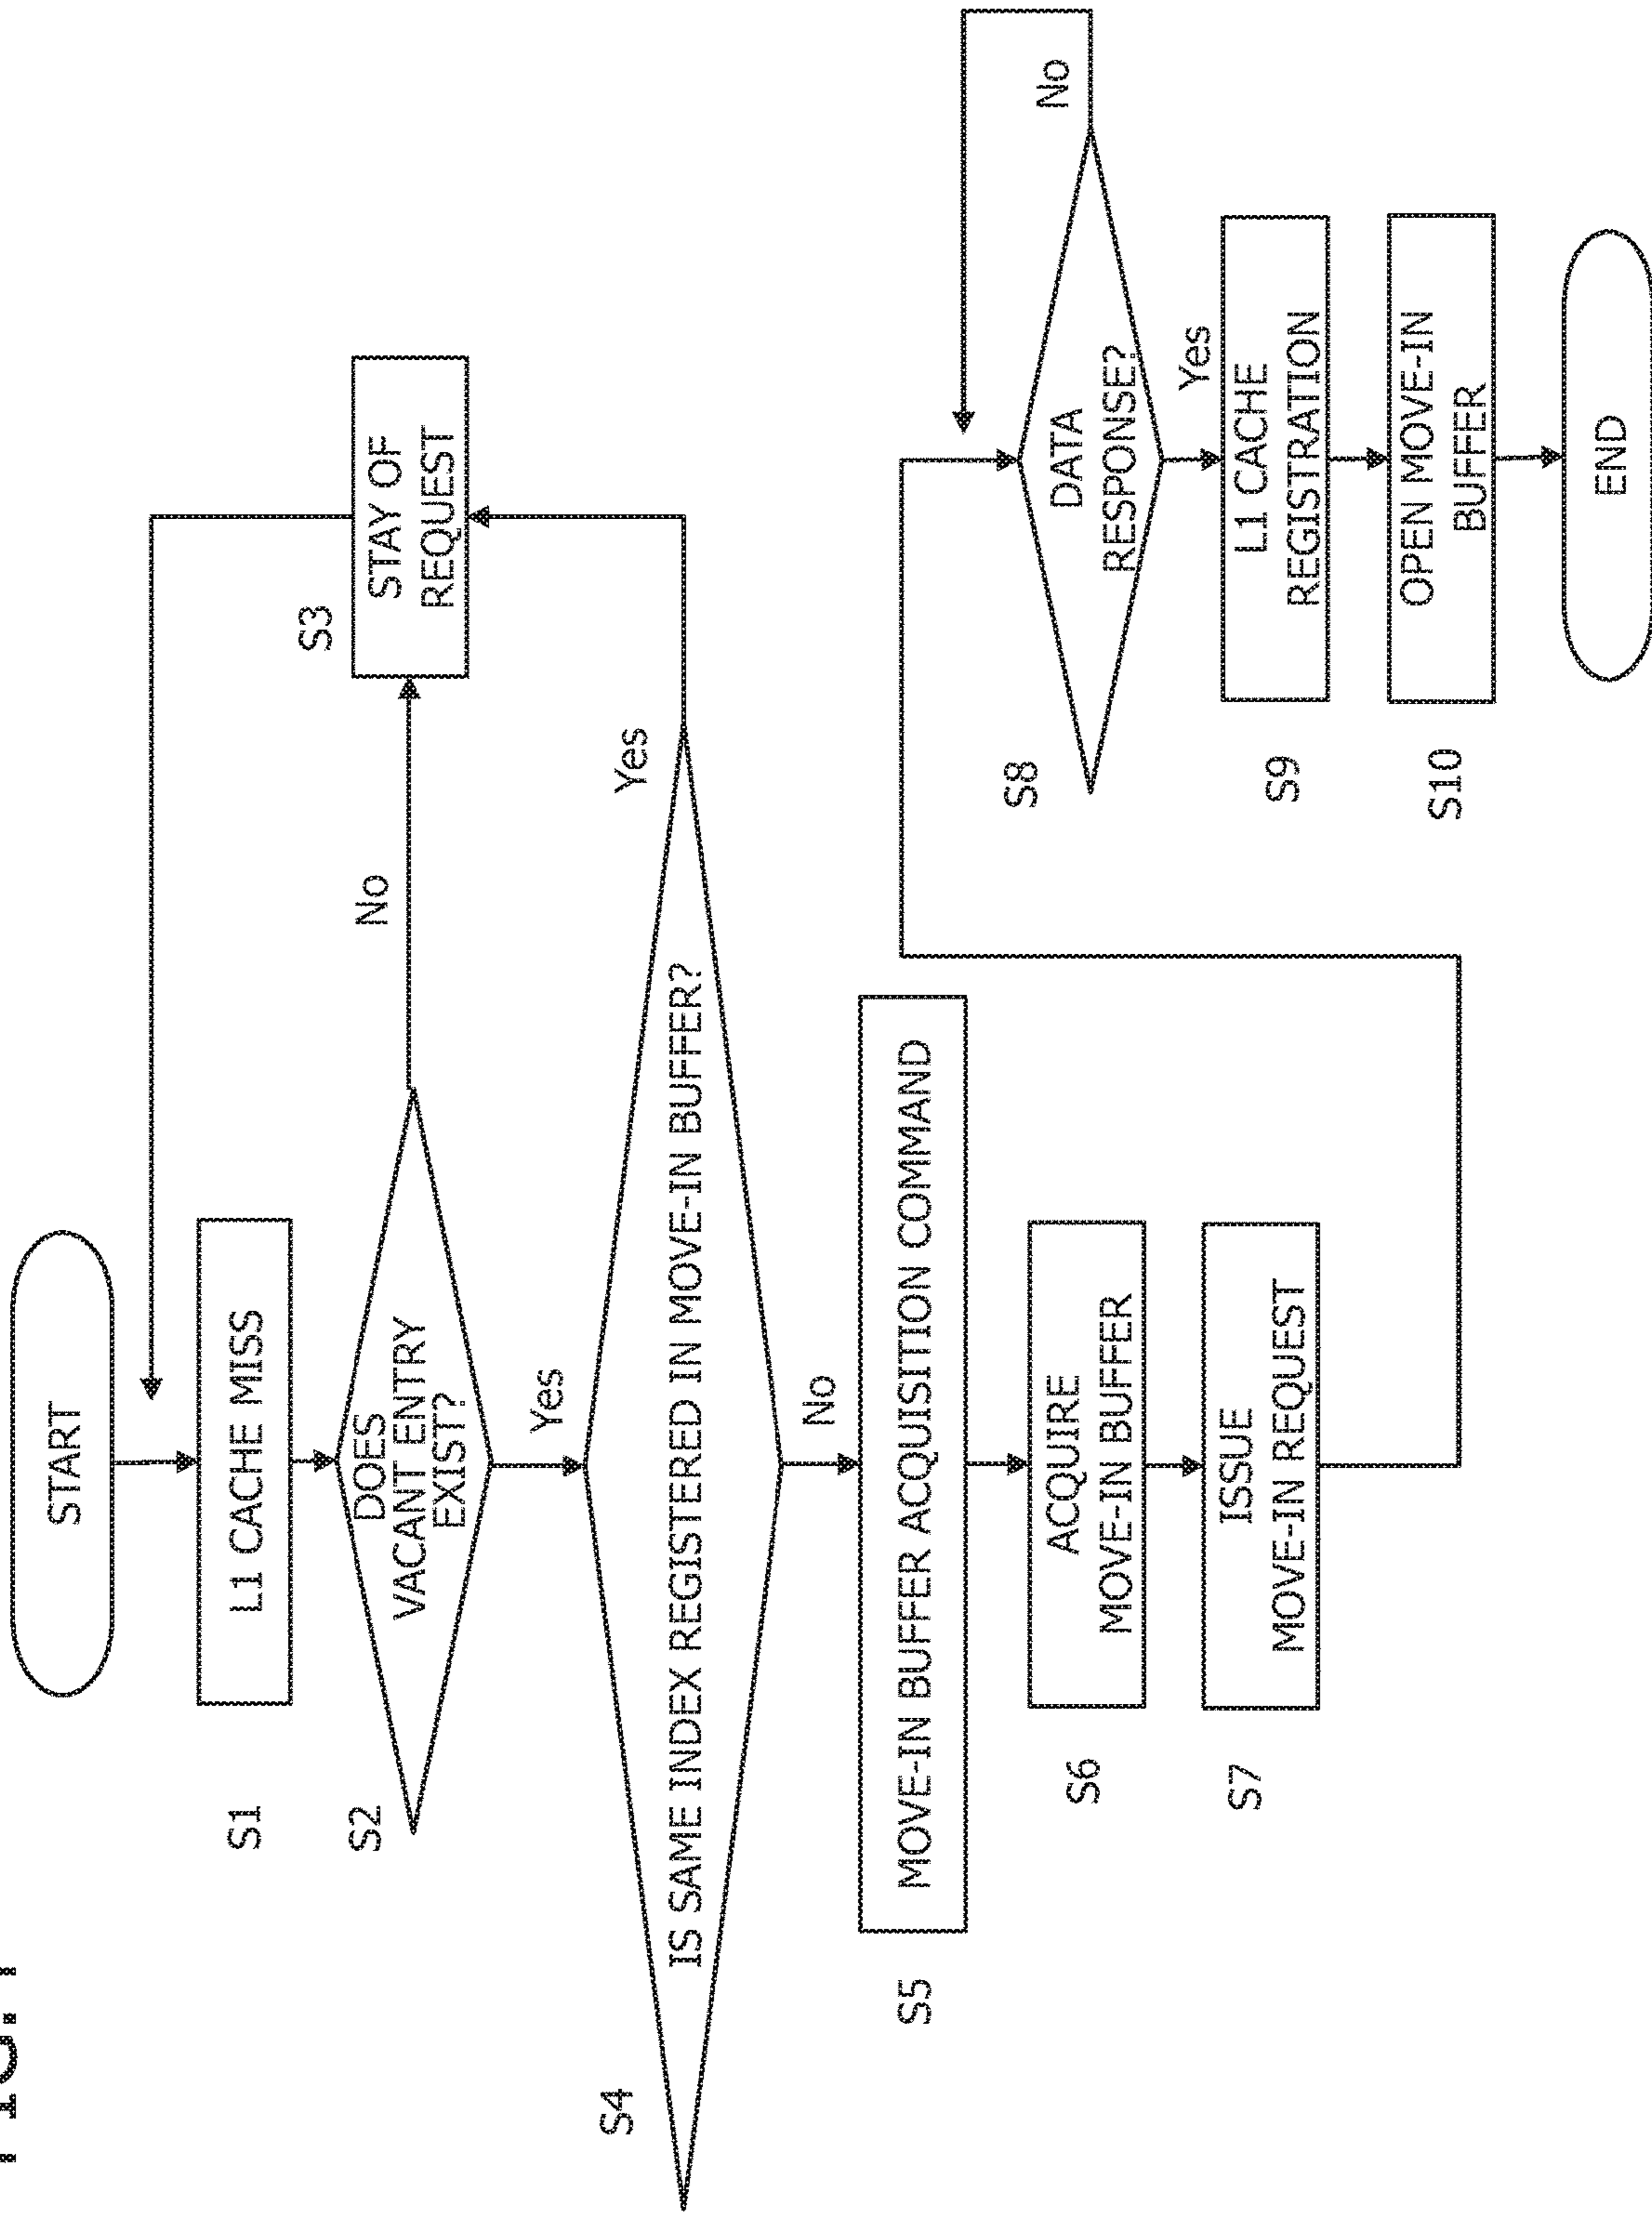 START
S1
L1 CACHE MISS
S2
DOES
VACANT ENTRY
EXIST?
No
Yes
S3
STAY OF
REQUEST
S4
IS SAME INDEX REGISTERED IN MOVE-IN BUFFER?
Yes
No
S5
MOVE-IN BUFFER ACQUISITION COMMAND
S6
ACQUIRE
MOVE-IN BUFFER
S7
ISSUE
MOVE-IN REQUEST
S8
DATA
RESPONSE?
No
Yes
S9
L1 CACHE
REGISTRATION
S10
OPEN MOVE-IN
BUFFER
END